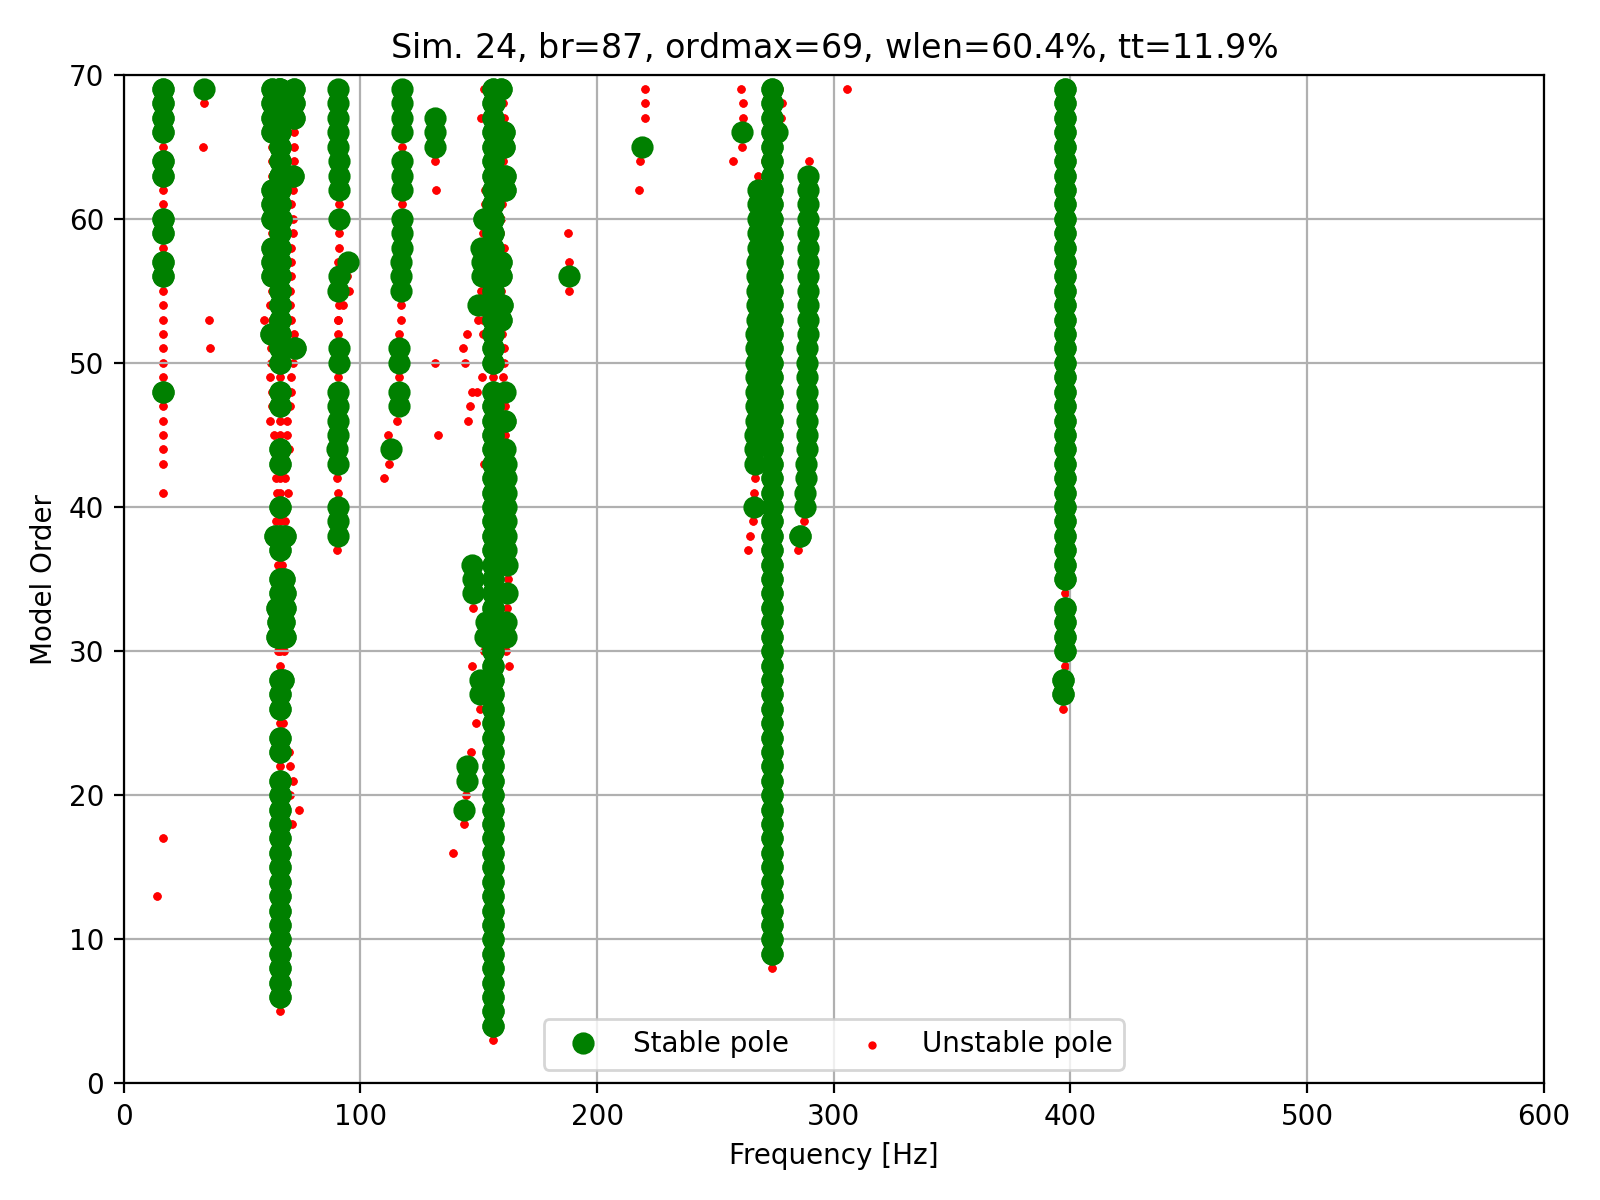 Sim. 24, br=87, ordmax=69, wlen=60.4%, tt=11.9%
70
60
50
40
30
20
10
0
Model Order
Stable pole Unstable pole
0 100 200 300 400 500 600
Frequency [Hz]